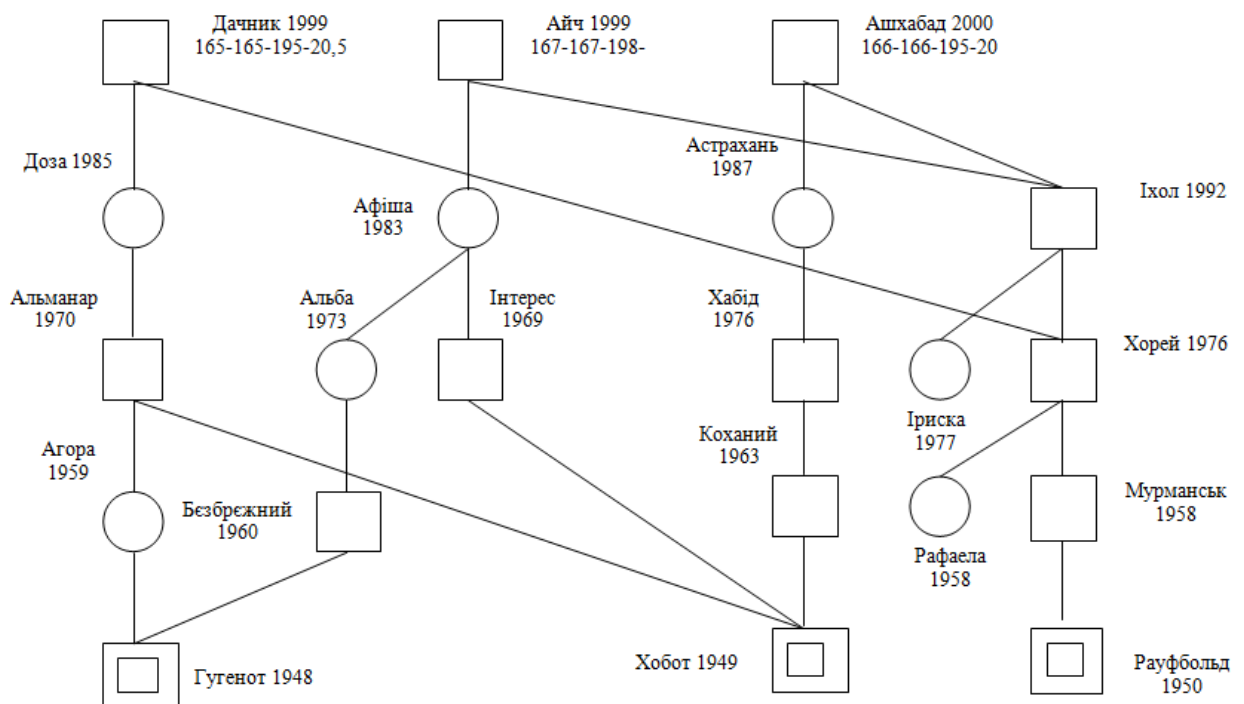 Дачник 1999
165-165-195-20,5
Айч 1999
167-167-198-
Ашхабад 2000
166-166-195-20
Доза 1985
Афіша
1983
Астрахань
1987
Іхол 1992
Альманар
1970
Альба
1973
Інтерес
1969
Хабід
1976
Хорей 1976
Іриска
1977
Агора
1959
Бєзбрєжний
1960
Коханий
1963
Рафаела
1958
Мурманськ
1958
Гугенот 1948
Хобот 1949
Рауфбольд
1950